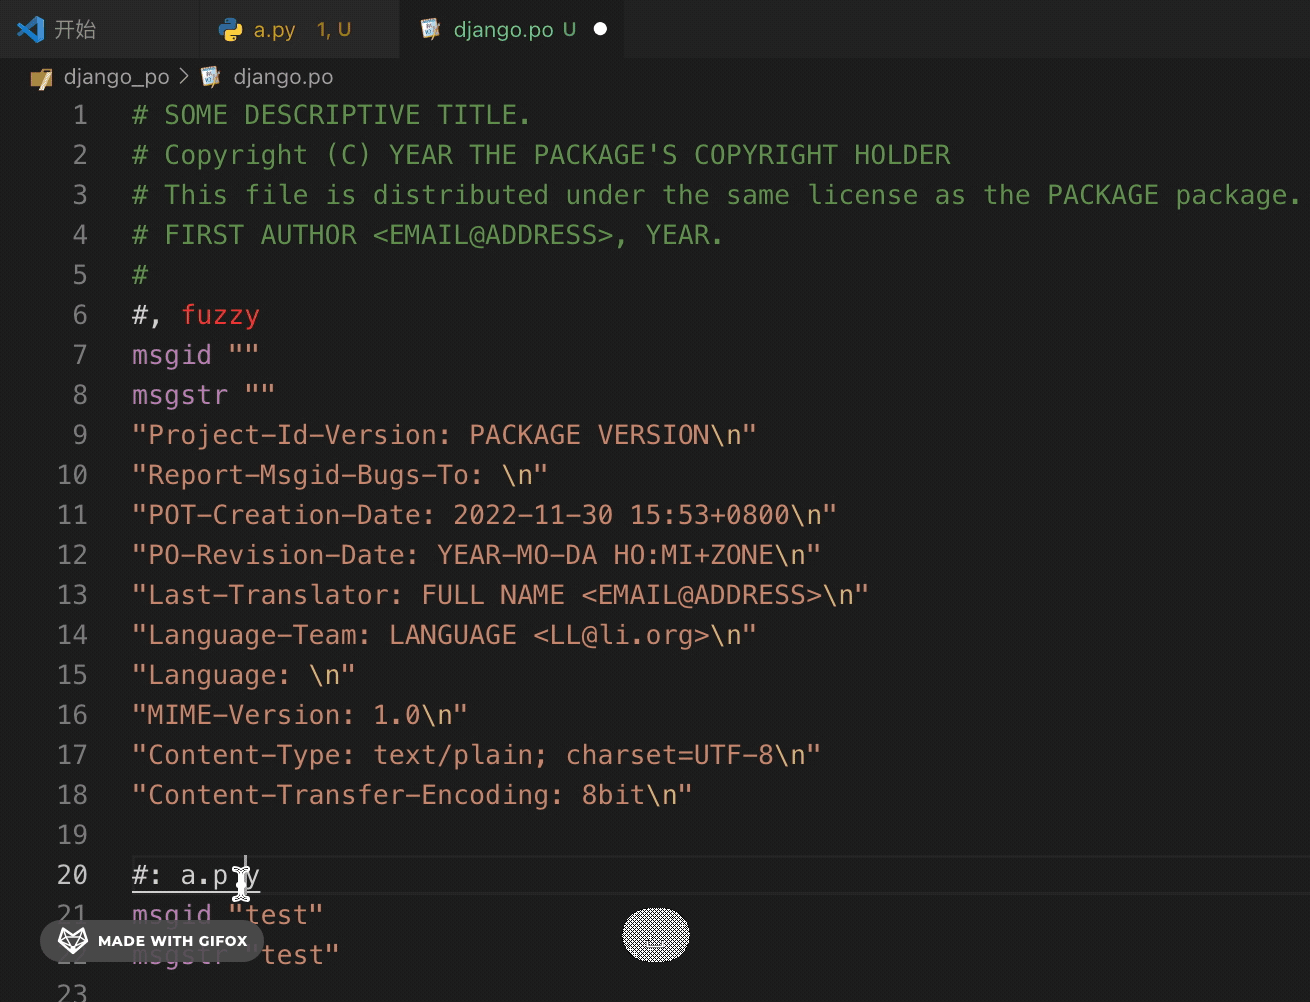 开始 a.py 1, U django.po U
django_po > django.po
1 # SOME DESCRIPTIVE TITLE.
2 # Copyright (C) YEAR THE PACKAGE'S COPYRIGHT HOLDER
3 # This file is distributed under the same license as the PACKAGE package.
4 # FIRST AUTHOR <EMAIL@ADDRESS>, YEAR.
5 #
6 #, fuzzy
7 msgid ""
8 msgstr ""
9 "Project-Id-Version: PACKAGE VERSION\n"
10 "Report-Msgid-Bugs-To: \n"
11 "POT-Creation-Date: 2022-11-30 15:53+0800\n"
12 "PO-Revision-Date: YEAR-MO-DA HO:MI+ZONE\n"
13 "Last-Translator: FULL NAME <EMAIL@ADDRESS>\n"
14 "Language-Team: LANGUAGE <LL@li.org>\n"
15 "Language: \n"
16 "MIME-Version: 1.0\n"
17 "Content-Type: text/plain; charset=UTF-8\n"
18 "Content-Transfer-Encoding: 8bit\n"
19
20 #: a.p y
21 msgid "test"
MADE WITH GIFOX
22 msgstr "test"
23